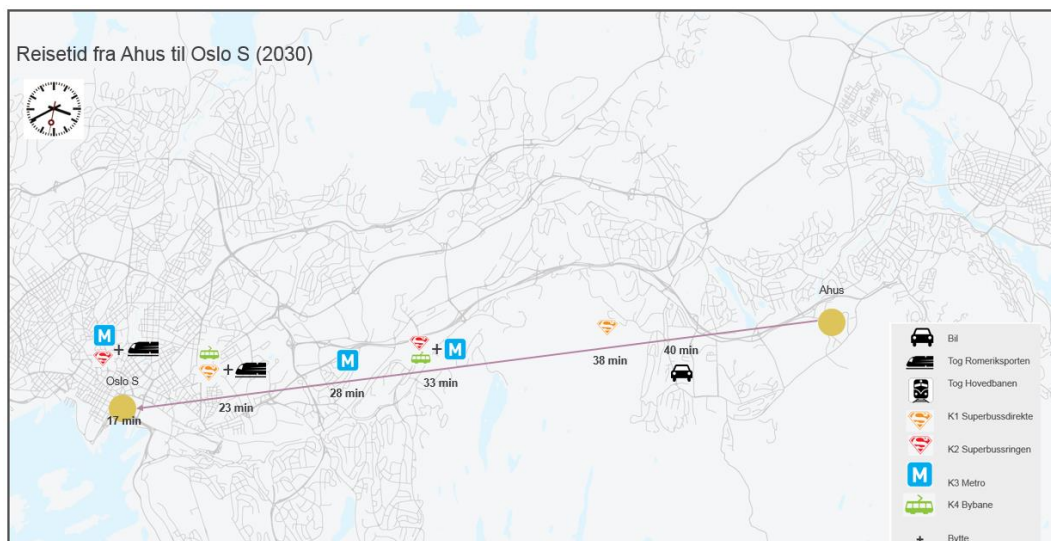 Reisetid fra Ahus til Oslo S (2030)
Ahus
M
+
Oslo S
17 min
+
23 min
M
28 min
+ M
33 min
38 min
40 min
Bil
Tog Romeriksporten
Tog Hovedbanen
K1 Superbussdirekte
K2 Superbussringen
M K3 Metro
K4 Bybane
+ Bytte